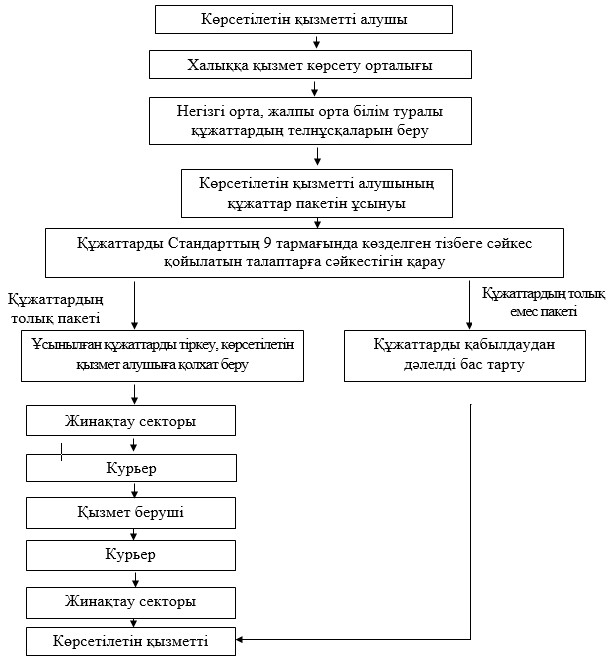 Көрсетілетін қызметті алушы
Халыққа қызмет көрсету орталығы
Негізгі орта, жалпы орта білім туралы
құжаттардың телнұсқаларын беру
Көрсетілетін қызметті алушының
құжаттар пакетін ұсынуы
Құжаттарды Стандарттың 9 тармағында көзделген тізбеге сәйкес
қойылатын талаптарға сәйкестігін қарау
Құжаттардың
толық пакеті
Құжаттардың толық
емес пакеті
Ұсынылған құжаттарды тіркеу, көрсетілетін
қызмет алушыға қолхат беру
Құжаттарды қабылдаудан
дәлелді бас тарту
Жинақтау секторы
Курьер
Қызмет беруші
Курьер
Жинақтау секторы
Көрсетілетін қызметті